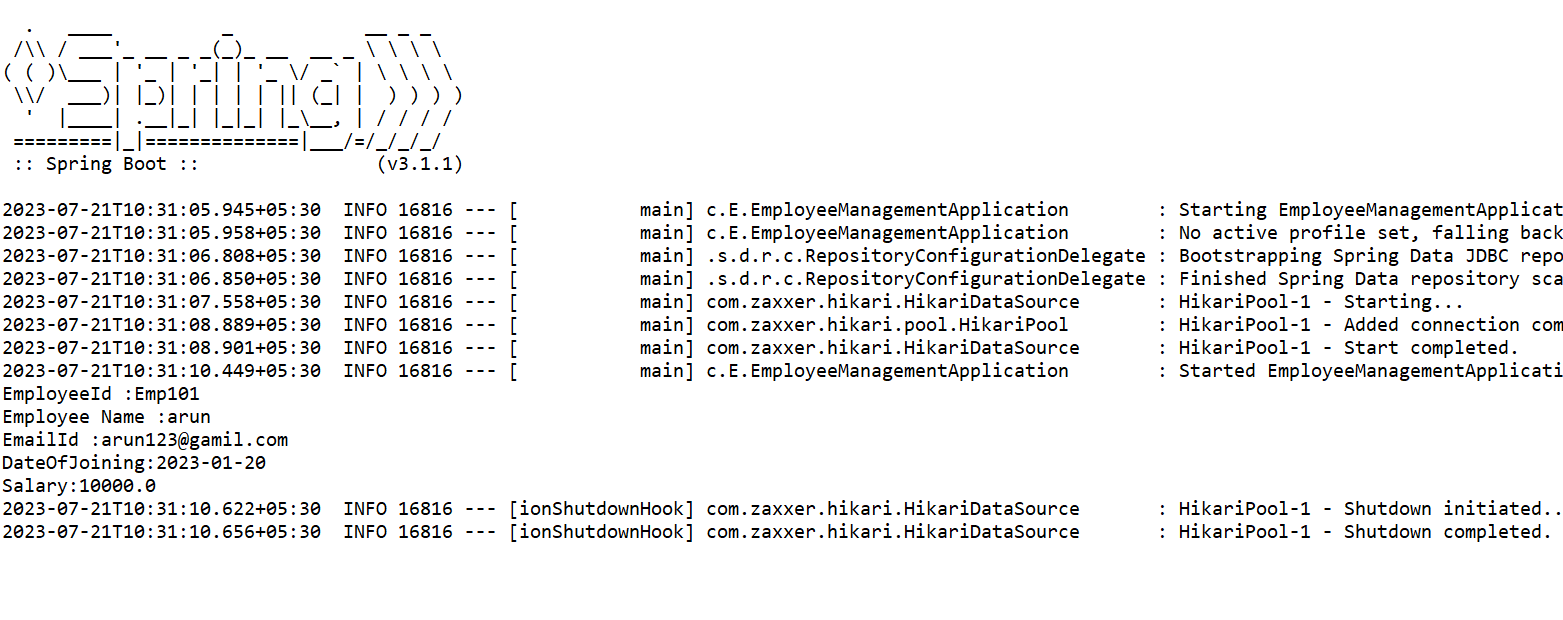 .   ____          _            __ _ _
 /\\ / ___'_ __ _ _(_)_ __  __ _ \ \ \ \
( ( )\___ | '_ | '_| | '_ \/ _` | \ \ \ \
 \\/  ___)| |_)| | | | | || (_| |  ) ) ) )
  '  |____| .__|_| |_|_| |_\__, | / / / /
 =========|_|==============|___/=/_/_/_/
 :: Spring Boot ::                (v3.1.1)
2023-07-21T10:31:05.945+05:30  INFO 16816 --- [           main] c.E.EmployeeManagementApplication        : Starting EmployeeManagementApplicat
2023-07-21T10:31:05.958+05:30  INFO 16816 --- [           main] c.E.EmployeeManagementApplication        : No active profile set, falling back
2023-07-21T10:31:06.808+05:30  INFO 16816 --- [           main] .s.d.r.c.RepositoryConfigurationDelegate : Bootstrapping Spring Data JDBC repo
2023-07-21T10:31:06.850+05:30  INFO 16816 --- [           main] .s.d.r.c.RepositoryConfigurationDelegate : Finished Spring Data repository sca
2023-07-21T10:31:07.558+05:30  INFO 16816 --- [           main] com.zaxxer.hikari.HikariDataSource       : HikariPool-1 - Starting...
2023-07-21T10:31:08.889+05:30  INFO 16816 --- [           main] com.zaxxer.hikari.pool.HikariPool        : HikariPool-1 - Added connection com
2023-07-21T10:31:08.901+05:30  INFO 16816 --- [           main] com.zaxxer.hikari.HikariDataSource       : HikariPool-1 - Start completed.
2023-07-21T10:31:10.449+05:30  INFO 16816 --- [           main] c.E.EmployeeManagementApplication        : Started EmployeeManagementApplicati
EmployeeId :Emp101
Employee Name :arun
EmailId :arun123@gamil.com
DateOfJoining:2023-01-20
Salary:10000.0
2023-07-21T10:31:10.622+05:30  INFO 16816 --- [ionShutdownHook] com.zaxxer.hikari.HikariDataSource       : HikariPool-1 - Shutdown initiated..
2023-07-21T10:31:10.656+05:30  INFO 16816 --- [ionShutdownHook] com.zaxxer.hikari.HikariDataSource       : HikariPool-1 - Shutdown completed.